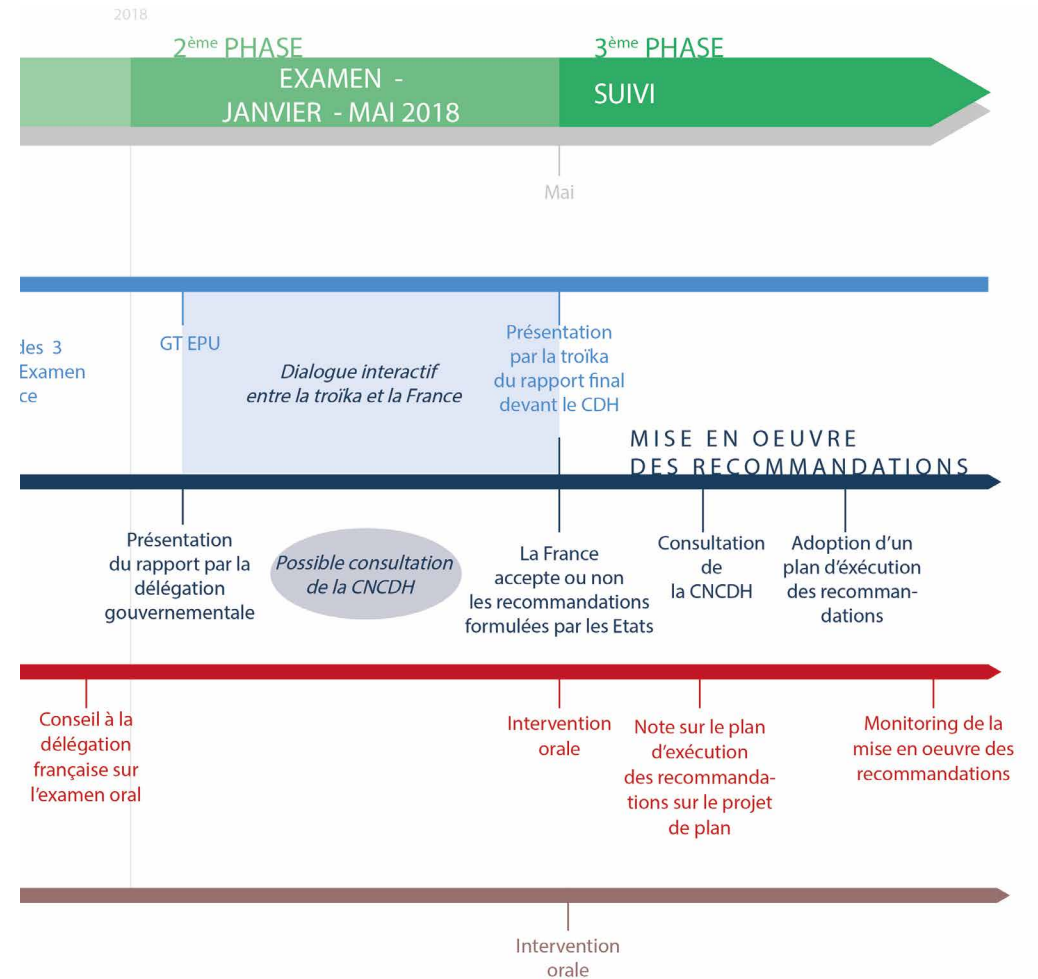 2018
2ème PHASE
3ème PHASE
EXAMEN -
JANVIER - MAI 2018
SUIVI
Mai
des 3
Examen
ce
GT EPU
Dialogue interactif
entre la troïka et la France
Présentation
par la troïka
du rapport final
devant le CDH
MISE EN OEUVRE
DES RECOMMANDATIONS
Présentation
du rapport par la
délégation
gouvernementale
Possible consultation
de la CNCDH
La France
accepte ou non
les recommandations
formulées par les Etats
Consultation
de
la CNCDH
Adoption d'un
plan d'éxécution
des recomman-
dations
Conseil à la
délégation
française sur
l'examen oral
Intervention
orale
Note sur le plan
d'exécution
des recommanda-
tions sur le projet
de plan
Monitoring de la
mise en oeuvre des
recommandations
Intervention
orale